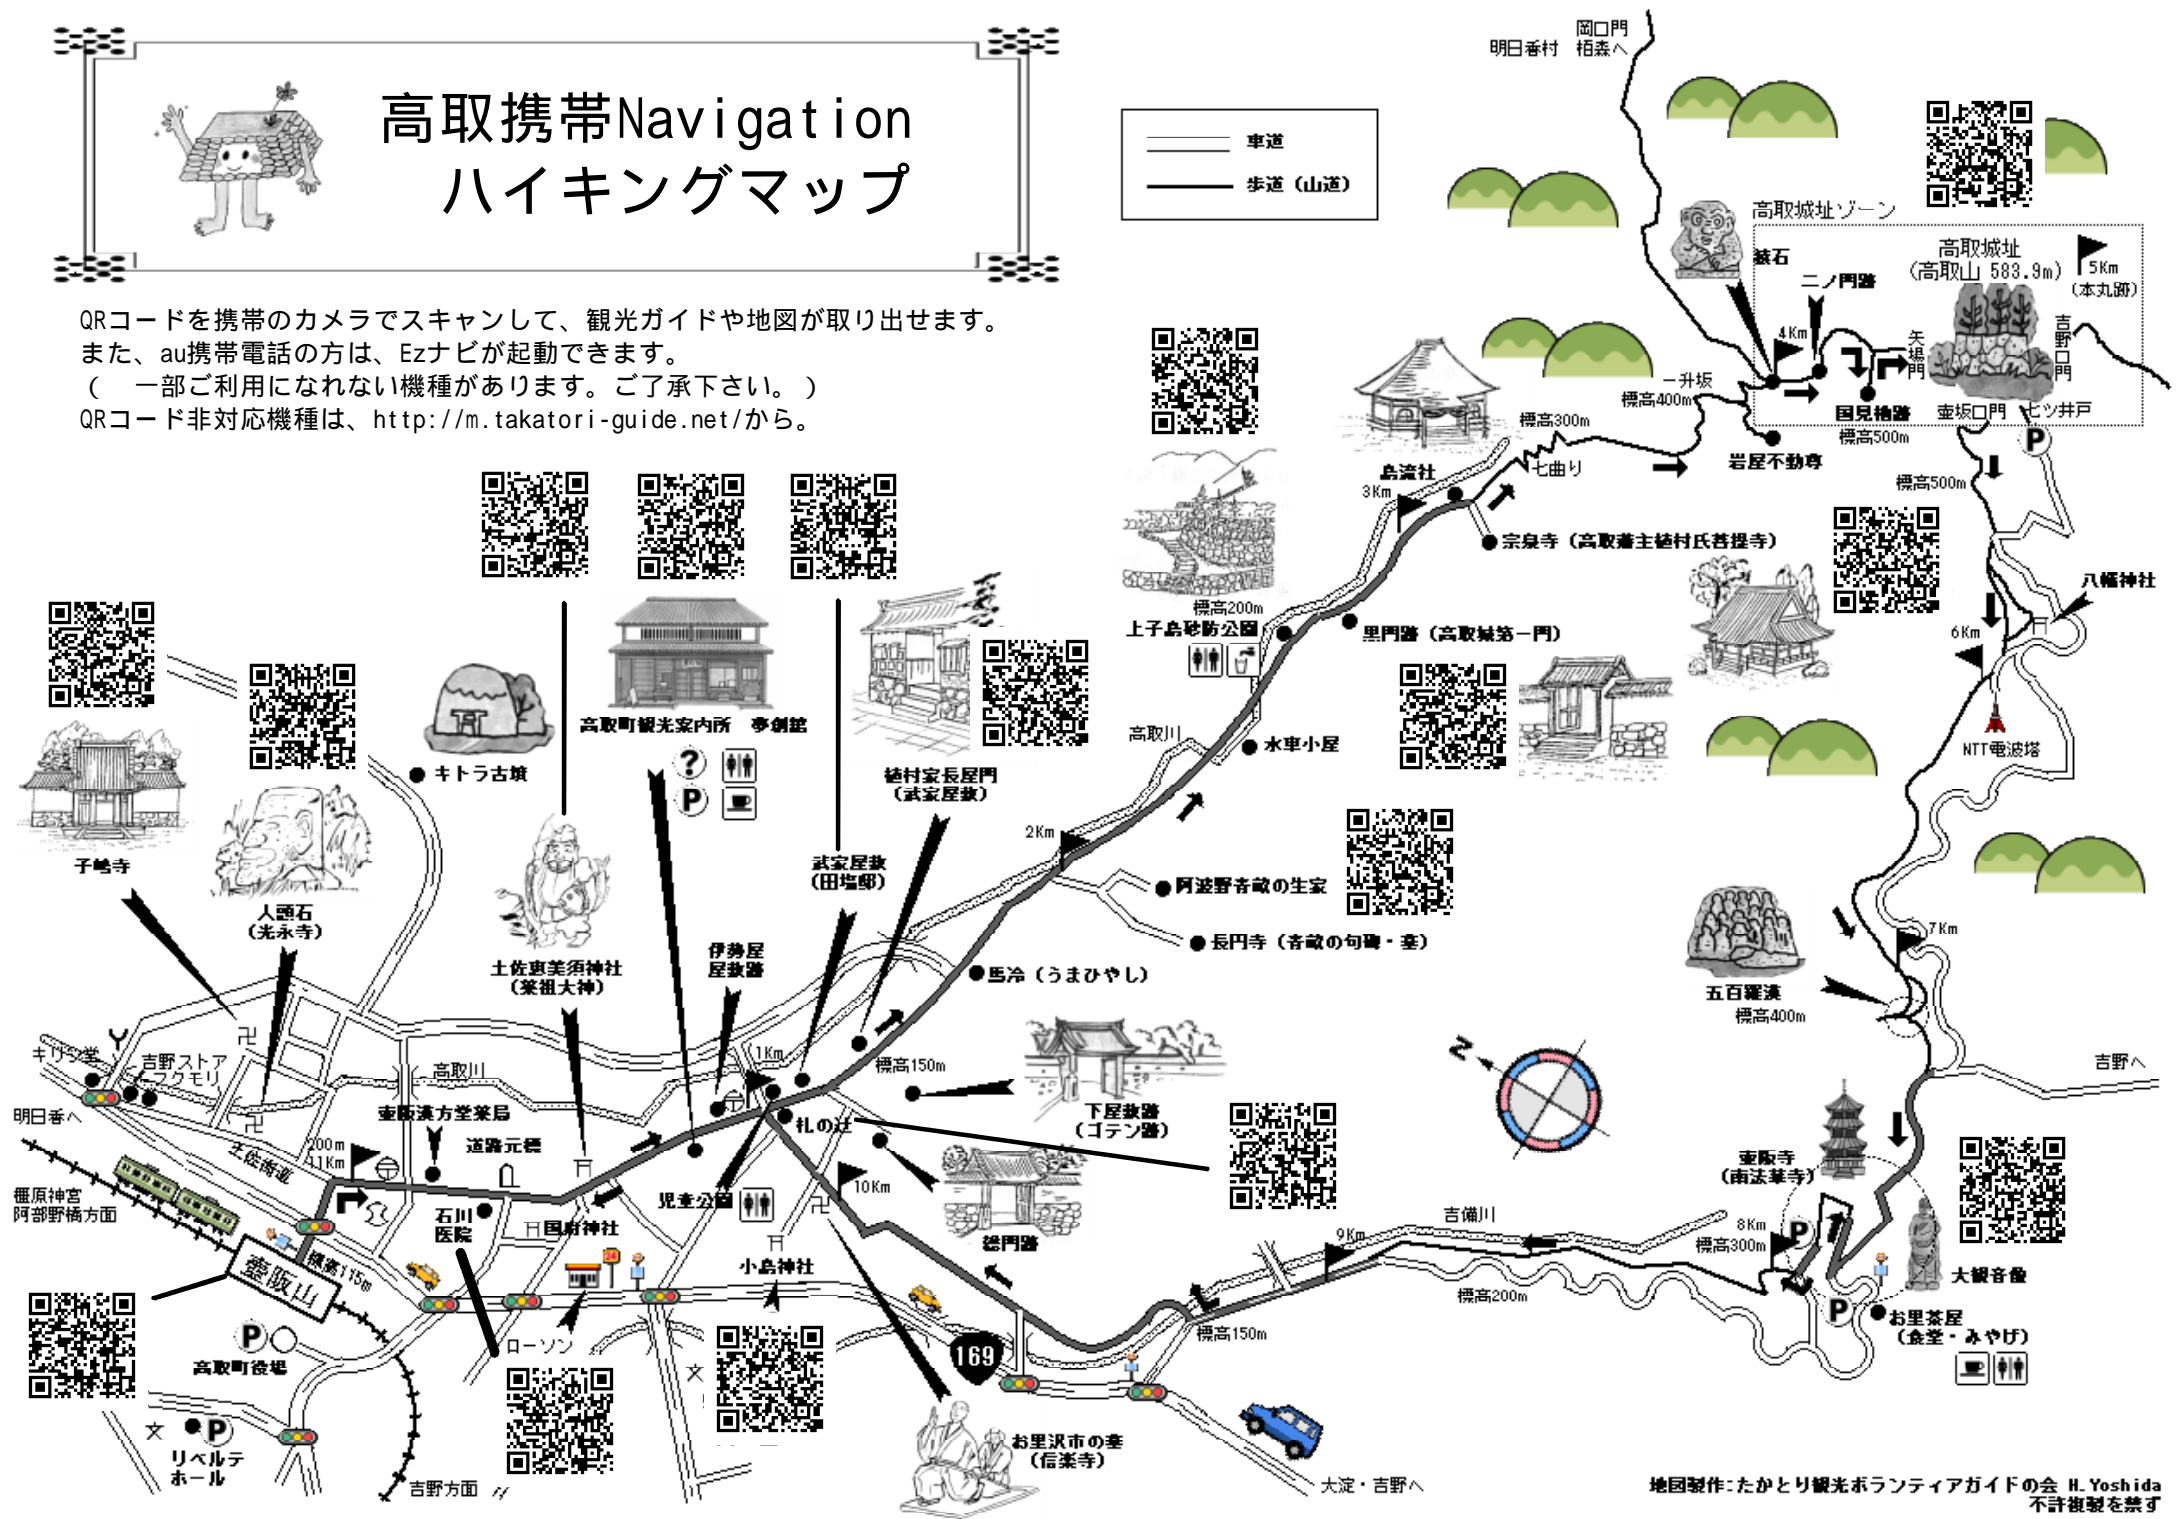 高取携帯Navigation
ハイキングマップ
QRコードを携帯のカメラでスキャンして、観光ガイドや地図が取り出せます。
また、au携帯電話の方は、Ezナビが起動できます。
（　一部ご利用になれない機種があります。ご了承下さい。）
QRコード非対応機種は、http://m.takatori-guide.net/から。
車道
歩道（山道）
岡口門
明日香村　栢森へ
高取城址ゾーン
猿石
二ノ門跡
高取城址
（高取山 583.9m）
5Km
（本丸跡）
4Km
矢場門
吉野口門
一升坂
標高400m
国見櫓跡
標高500m
壷坂口門
七ツ井戸
P
岩屋不動尊
標高300m
七曲り
標高500m
島流社
3Km
宗泉寺（高取藩主植村氏菩提寺）
八幡神社
6Km
標高200m
上子島砂防公園
黒門跡（高取城第一門）
NTT電波塔
高取川
水車小屋
キトラ古墳
高取町観光案内所　夢創舘
?
P
植村家長屋門
（武家屋敷）
子嶋寺
人頭石
（光永寺）
土佐恵美須神社
（薬祖大神）
伊勢屋
屋敷跡
武家屋敷
（田塩邸）
2Km
阿波野青畝の生家
長円寺（青畝の句碑・墓）
馬冷（うまひやし）
7Km
五百羅漢
標高400m
キリン堂
吉野ストア
フクモリ
高取川
1Km
標高150m
N
吉野へ
明日香へ
壷阪漢方堂薬局
道路元標
札の辻
下屋敷跡
（ゴテン跡）
土佐街道
200m
11Km
橿原神宮
阿部野橋方面
石川
医院
国府神社
児童公園
10Km
総門跡
壷阪寺
（南法華寺）
吉備川
8Km
標高300m
P
壷阪山
標高115m
24
小島神社
9Km
大観音像
標高200m
P
お里茶屋
（食堂・みやげ）
標高150m
P
高取町役場
ローソン
169
文
文
P
リベルテ
ホール
吉野方面
お里沢市の墓
（信楽寺）
大淀・吉野へ
地図製作:たかとり観光ボランティアガイドの会 H.Yoshida
不許複製を禁ず